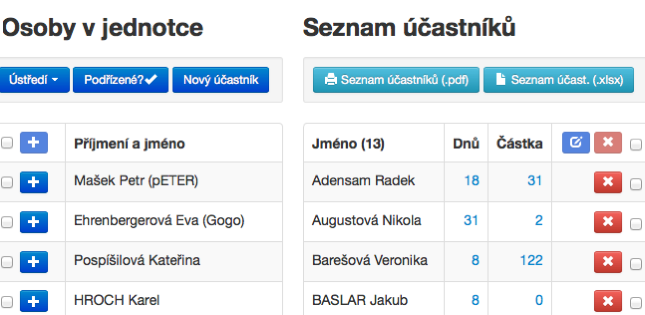 Osoby v jednotce
Ústředí Podřízené? Nový účastník
Příjmení a jméno
Mašek Petr (pETER)
Ehrenbergerová Eva (Gogo)
Pospíšilová Kateřina
HROCH Karel
Seznam účastníků
Seznam účastníků (.pdf) Seznam účast. (.xlsx)
Jméno (13) Dnů Částka
Adensam Radek 18 31
Augustová Nikola 31 2
Barešová Veronika 8 122
BASLAR Jakub 8 0